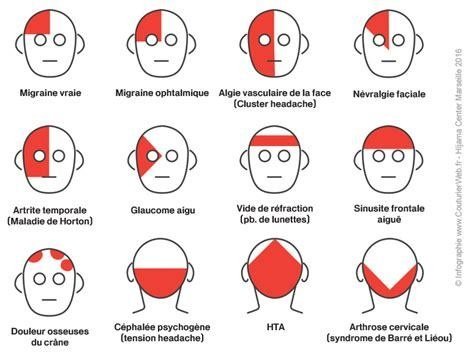 Migraine vraie
Migraine ophtalmique
Algie vasculaire de la face
(Cluster headache)
Névralgie façiale
Artrite temporale
(Maladie de Horton)
Glaucome aigu
Vide de réfraction
(pb. de lunettes)
Sinusite frontale
aiguë
Douleur osseuses
du crâne
Céphalée psychogène
(tension headache)
HTA
Arthrose cervicale
(syndrome de Barré et Liéou)
© Infographie www.CouturierWeb.fr - Hijama Center Marseille 2016